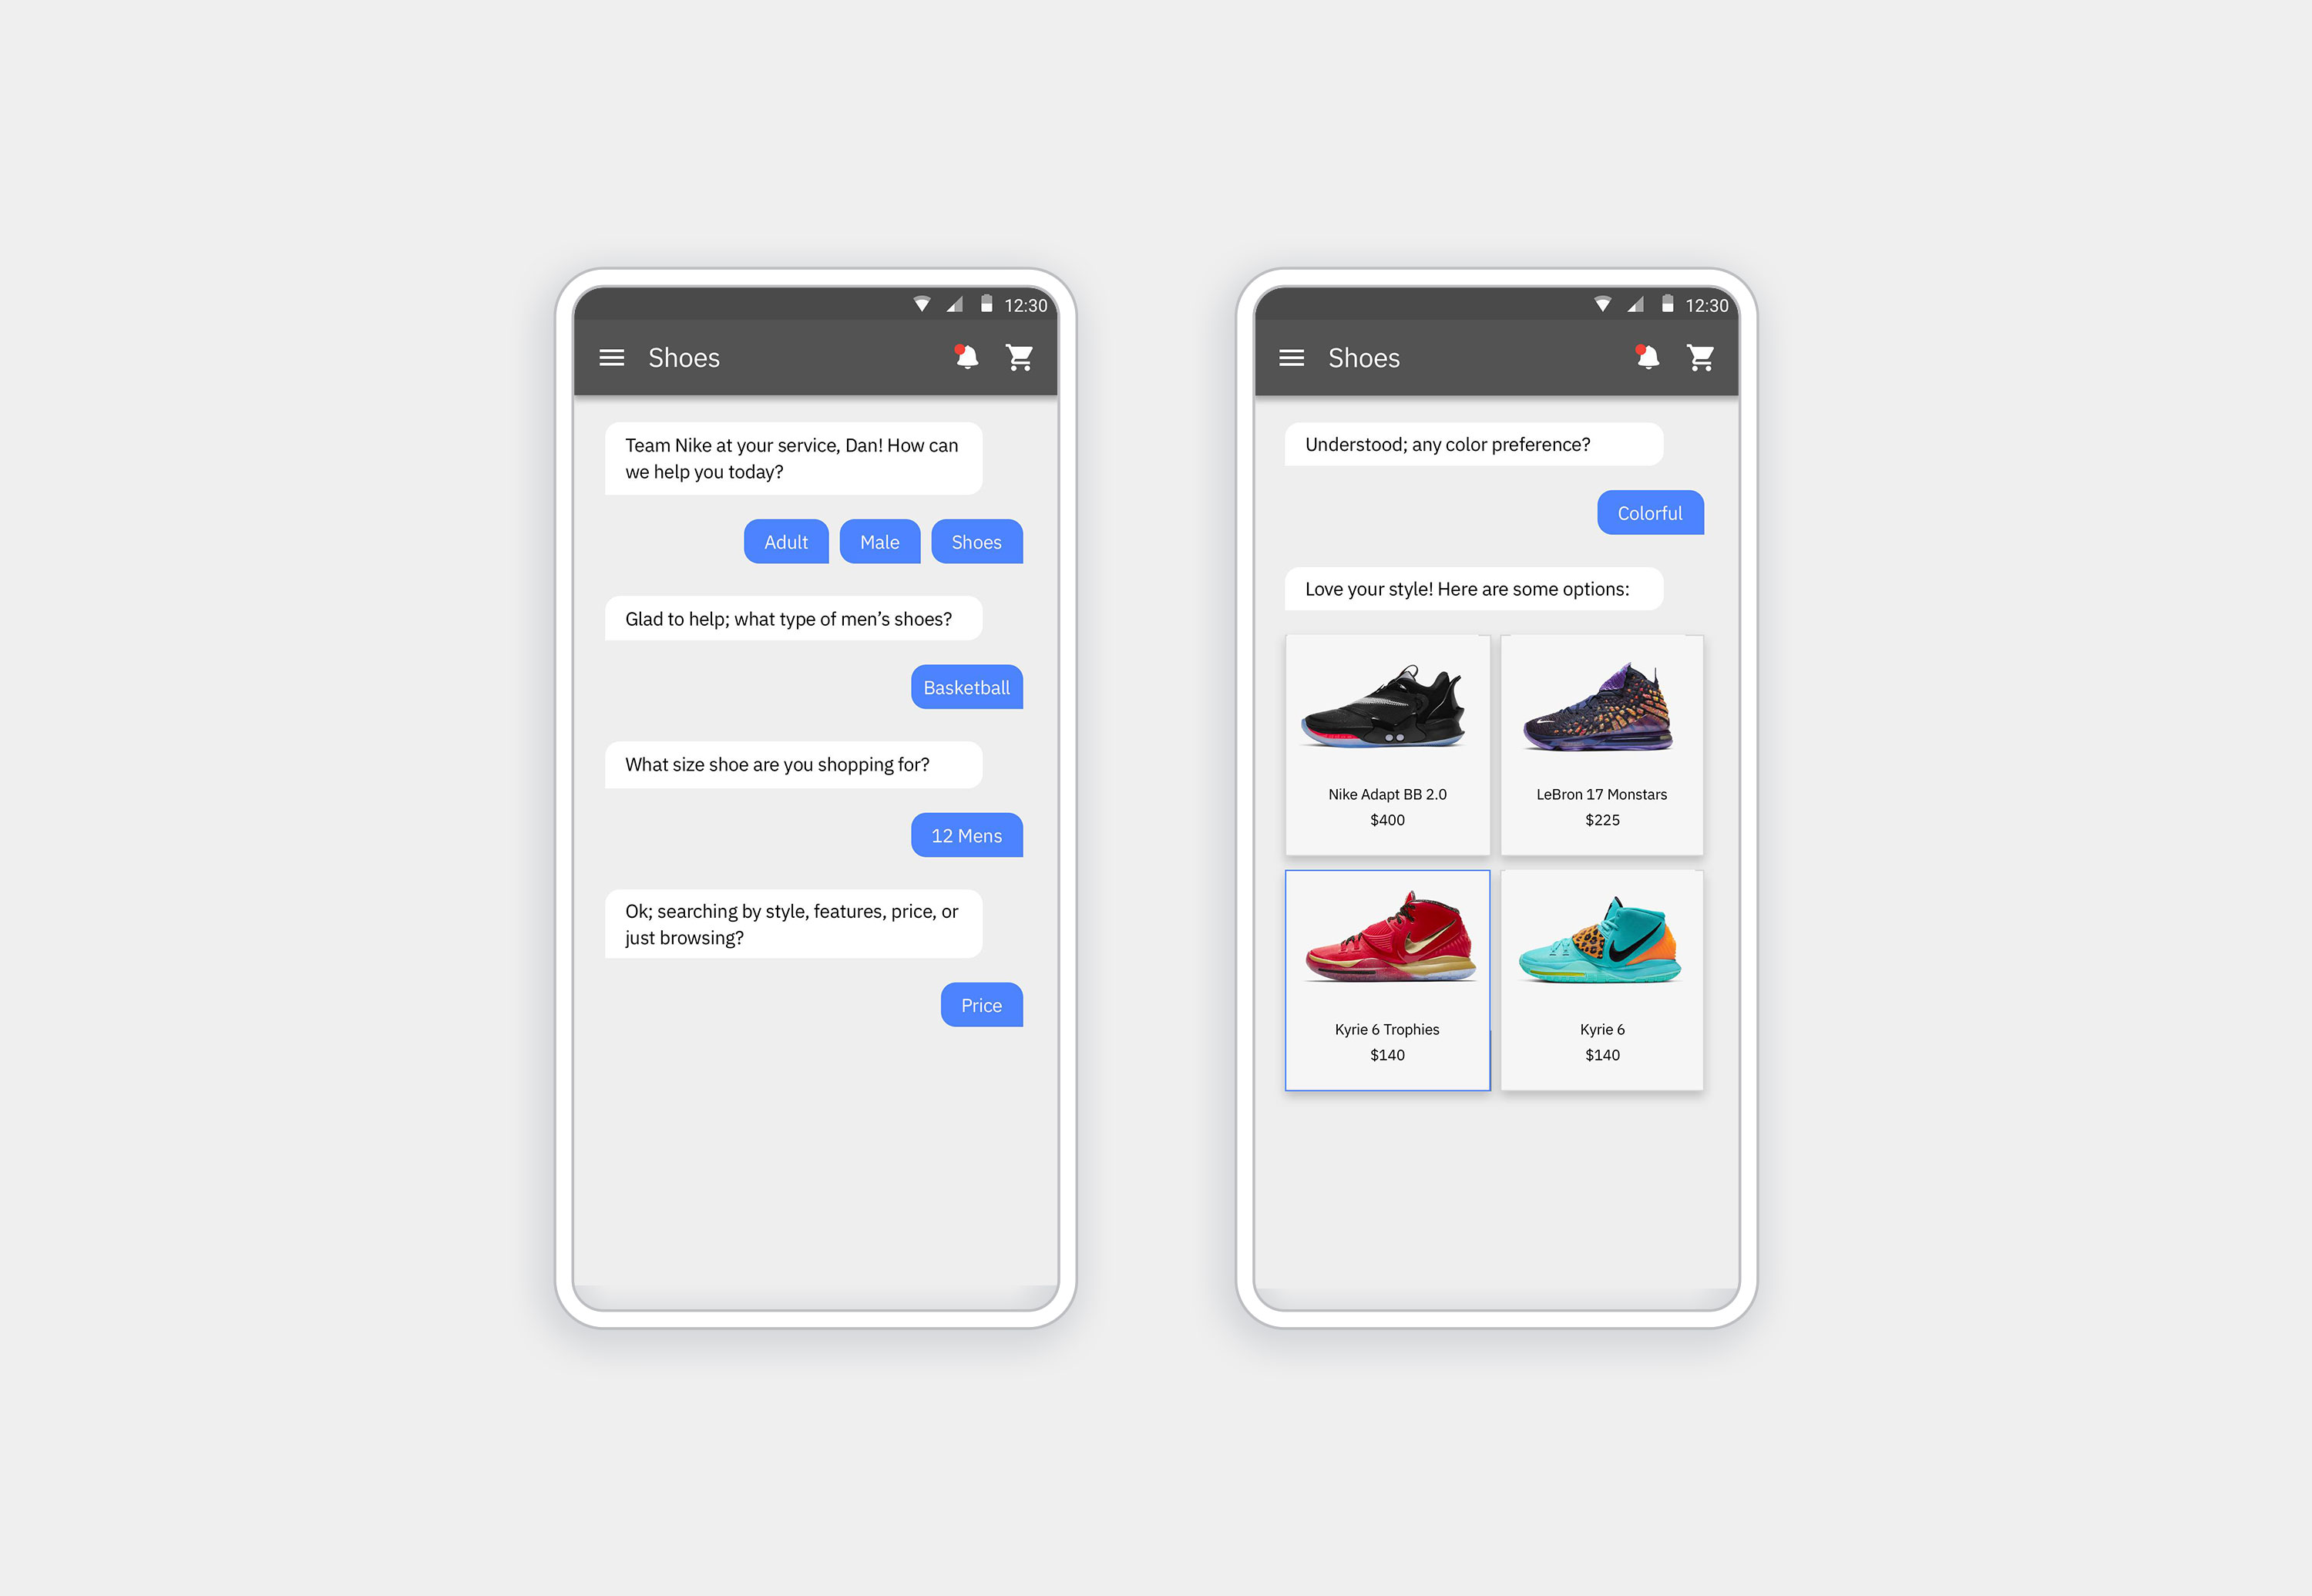 12:30
Shoes
Team Nike at your service, Dan! How can
we help you today?
Adult Male Shoes
Glad to help; what type of men’s shoes?
Basketball
What size shoe are you shopping for?
12 Mens
Ok; searching by style, features, price, or
just browsing?
Price
12:30
Shoes
Understood; any color preference?
Colorful
Love your style! Here are some options:
Nike Adapt BB 2.0
$400
LeBron 17 Monstars
$225
Kyrie 6 Trophies
$140
Kyrie 6
$140